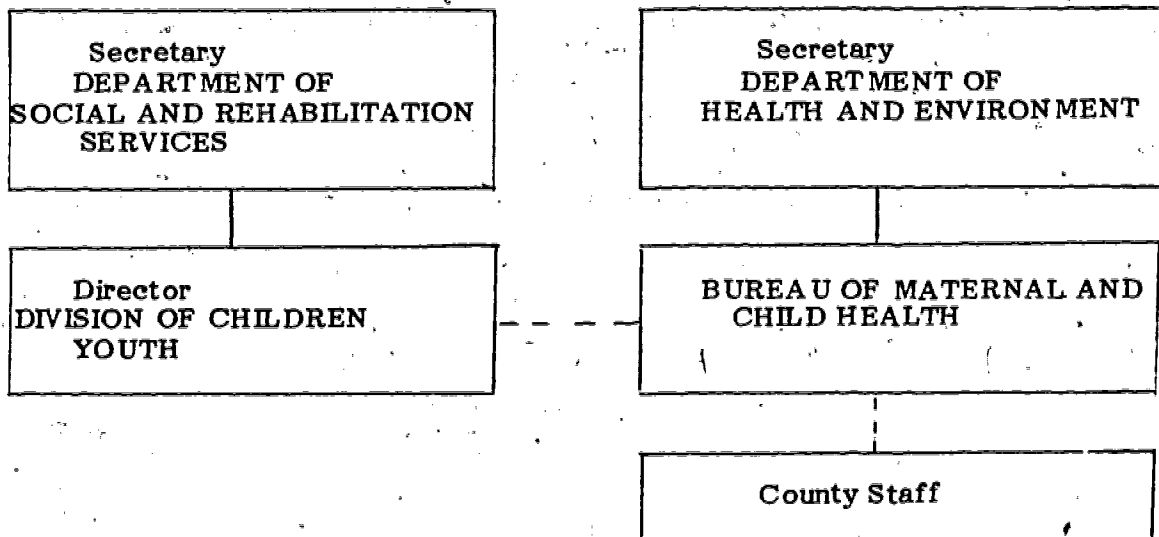 Secretary
DEPARTMENT OF
SOCIAL AND REHABILITATION
SERVICES
Secretary
DEPARTMENT OF
HEALTH AND ENVIRONMENT
Director
DIVISION OF CHILDREN
YOUTH
BUREAU OF MATERNAL AND
CHILD HEALTH
County Staff